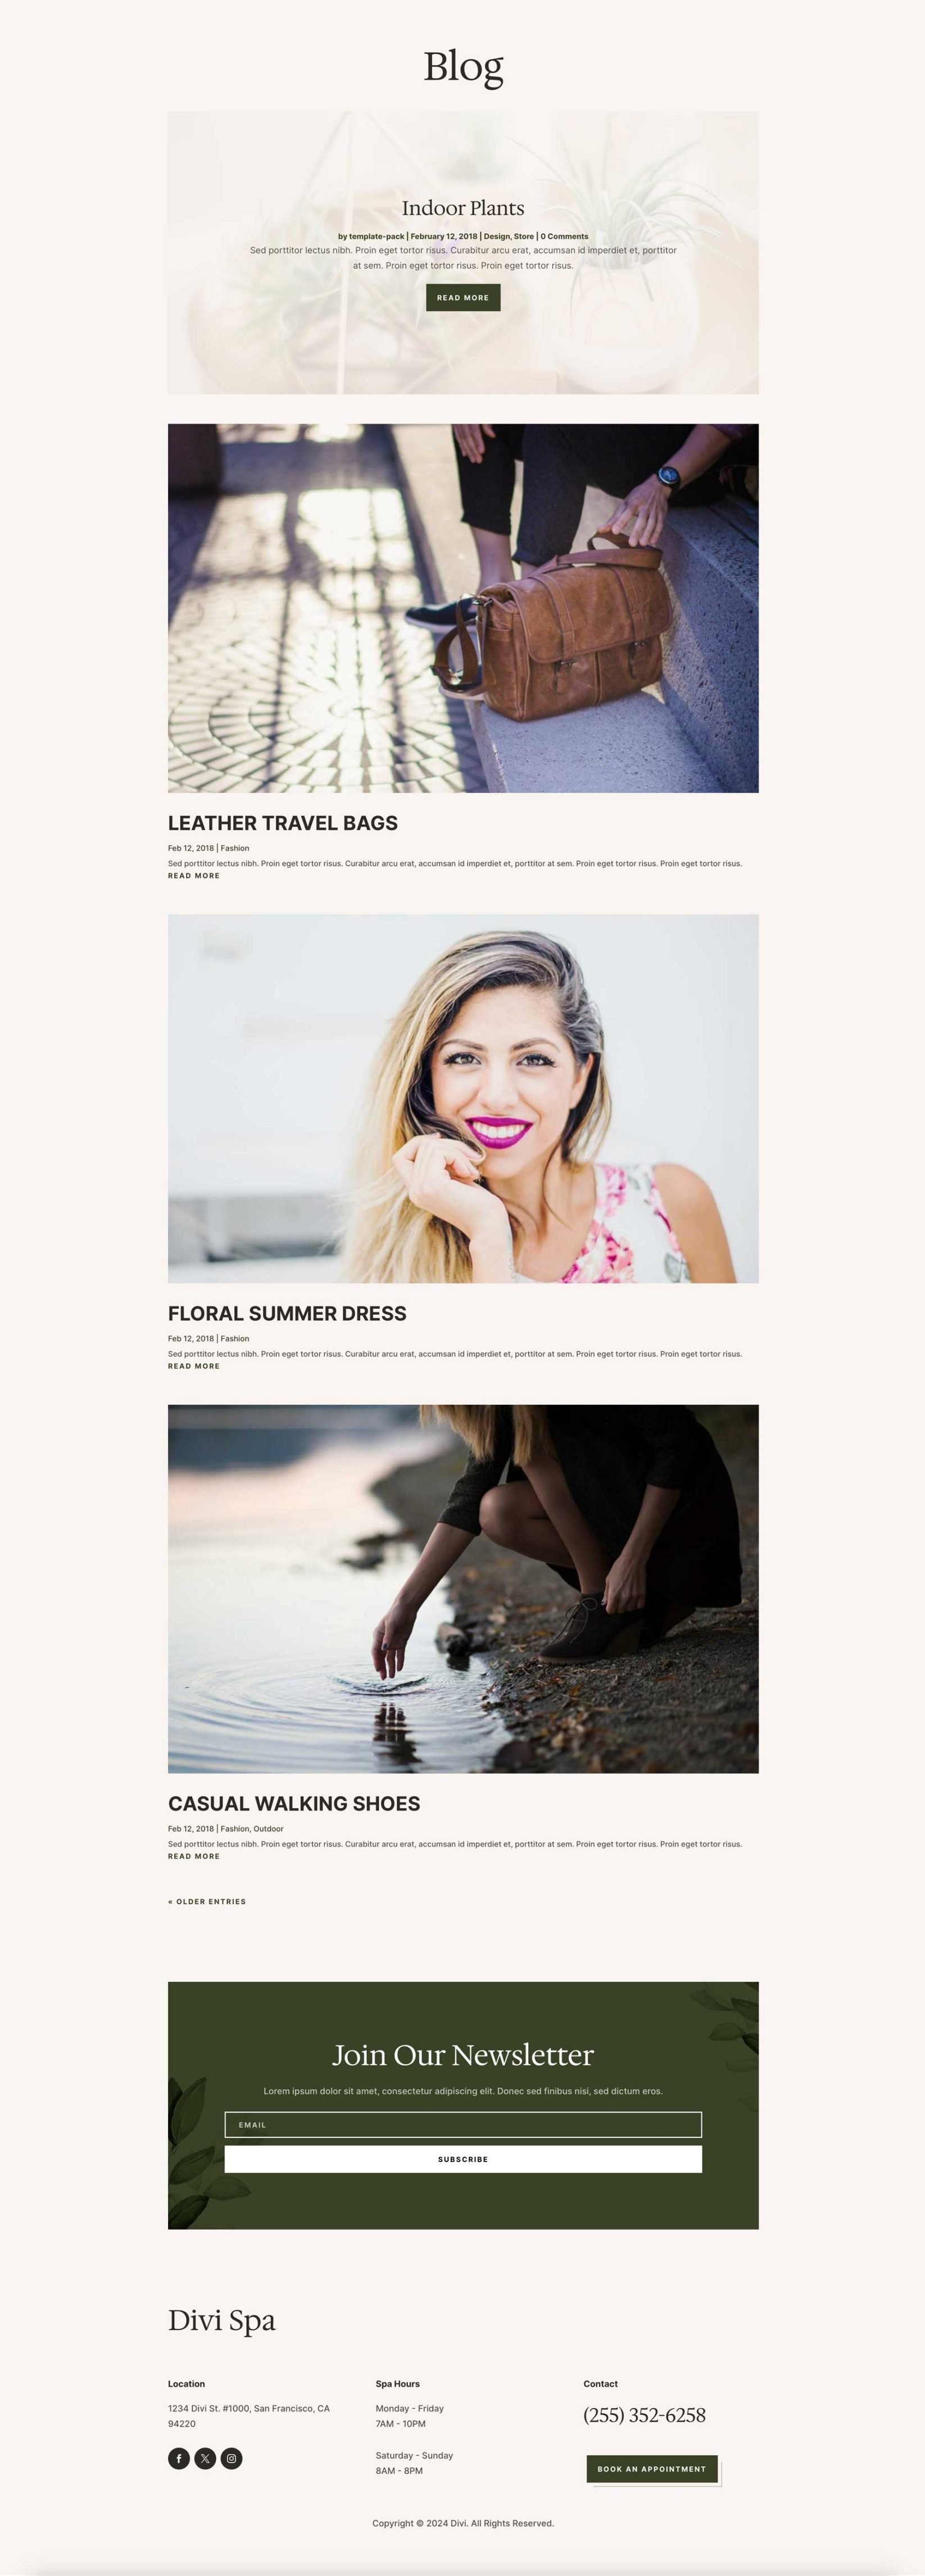 Blog
Indoor Plants
by template-pack | February 12, 2018 | Design, Store | 0 Comments
Sed porttitor lectus nibh. Proin eget tortor risus. Curabitur arcu erat, accumsan id imperdiet et, porttitor
at sem. Proin eget tortor risus. Proin eget tortor risus.
READ MORE
LEATHER TRAVEL BAGS
Feb 12, 2018 | Fashion
Sed porttitor lectus nibh. Proin eget tortor risus. Curabitur arcu erat, accumsan id imperdiet et, porttitor at sem. Proin eget tortor risus. Proin eget tortor risus.
READ MORE
FLORAL SUMMER DRESS
Feb 12, 2018 | Fashion
Sed porttitor lectus nibh. Proin eget tortor risus. Curabitur arcu erat, accumsan id imperdiet et, porttitor at sem. Proin eget tortor risus. Proin eget tortor risus.
READ MORE
CASUAL WALKING SHOES
Feb 12, 2018 | Fashion, Outdoor
Sed porttitor lectus nibh. Proin eget tortor risus. Curabitur arcu erat, accumsan id imperdiet et, porttitor at sem. Proin eget tortor risus. Proin eget tortor risus.
READ MORE
« OLDER ENTRIES
Join Our Newsletter
Lorem ipsum dolor sit amet, consectetur adipiscing elit. Donec sed finibus nisi, sed dictum eros.
EMAIL
SUBSCRIBE
Divi Spa
Location
1234 Divi St. #1000, San Francisco, CA
94220
Spa Hours
Monday - Friday
7AM - 10PM
Saturday - Sunday
8AM - 8PM
Contact
(255) 352-6258
BOOK AN APPOINTMENT
Copyright © 2024 Divi. All Rights Reserved.